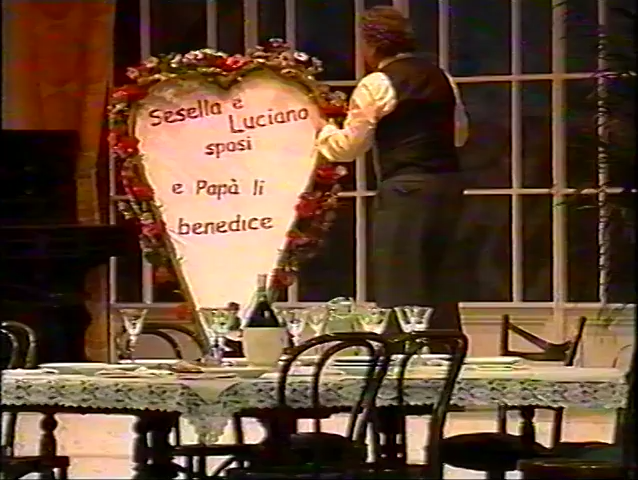 Sesella e
Luciano
sposi
e Papà li
benedice